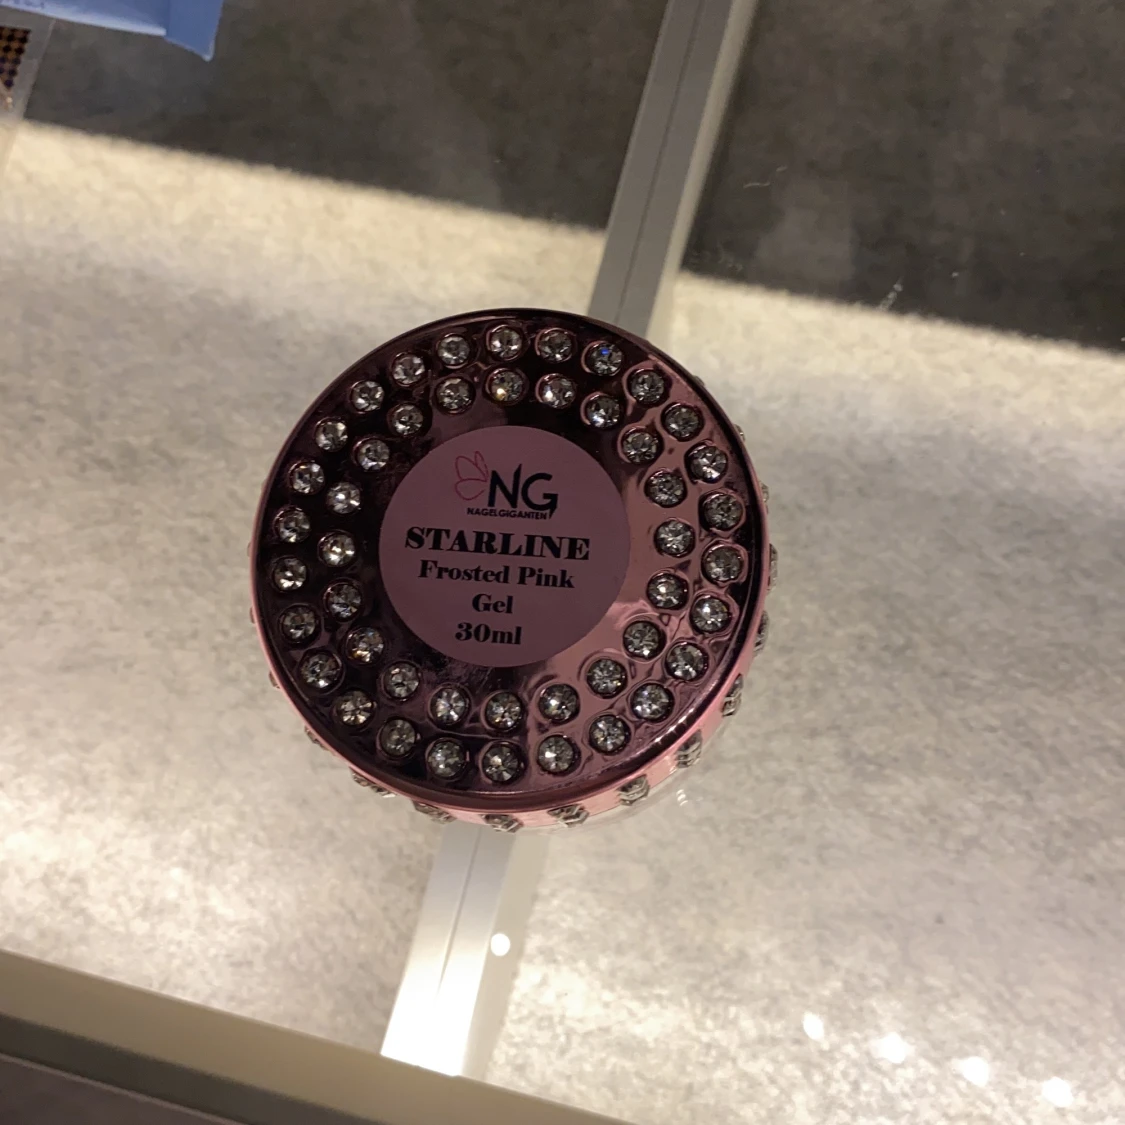 NG
NAGELGIGANTEN
STARLINE
Frosted Pink
Gel
30ml